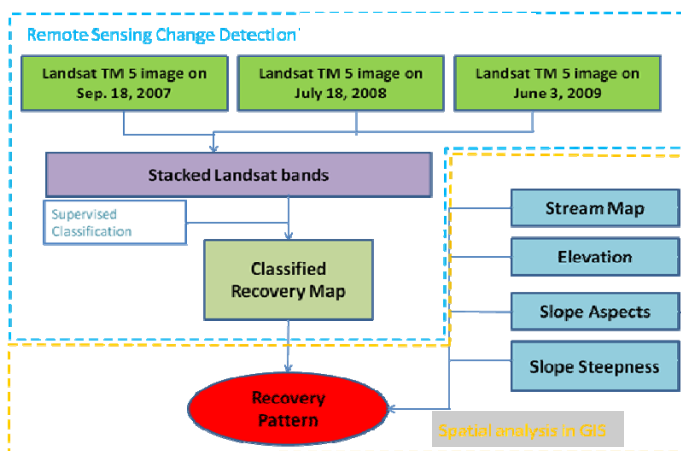 Remote Sensing Change Detection
Landsat TM 5 image on
Sep. 18, 2007
Landsat TM 5 image on
July 18, 2008
Landsat TM 5 image on
June 3, 2009
Stacked Landsat bands
Supervised
Classification
Classified
Recovery Map
Stream Map
Elevation
Slope Aspects
Slope Steepness
Recovery
Pattern
Spatial analysis in GIS